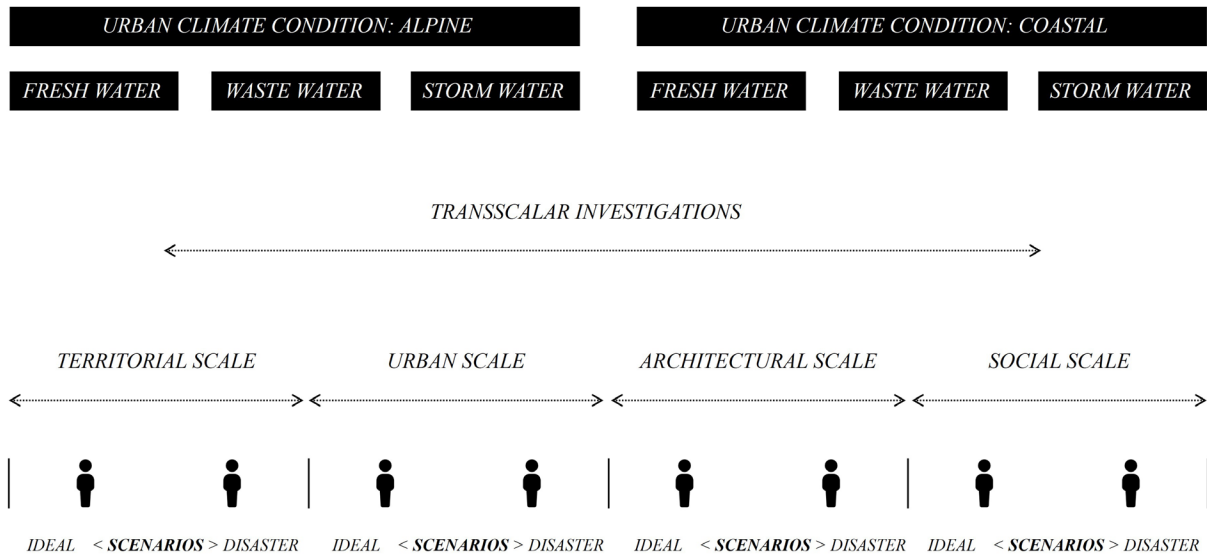 URBAN CLIMATE CONDITION: ALPINE
URBAN CLIMATE CONDITION: COASTAL
FRESH WATER
WASTE WATER
STORM WATER
FRESH WATER
WASTE WATER
STORM WATER
TRANSSCALAR INVESTIGATIONS
TERRITORIAL SCALE
URBAN SCALE
ARCHITECTURAL SCALE
SOCIAL SCALE
IDEAL < SCENARIOS > DISASTER
IDEAL < SCENARIOS > DISASTER
IDEAL < SCENARIOS > DISASTER
IDEAL < SCENARIOS > DISASTER